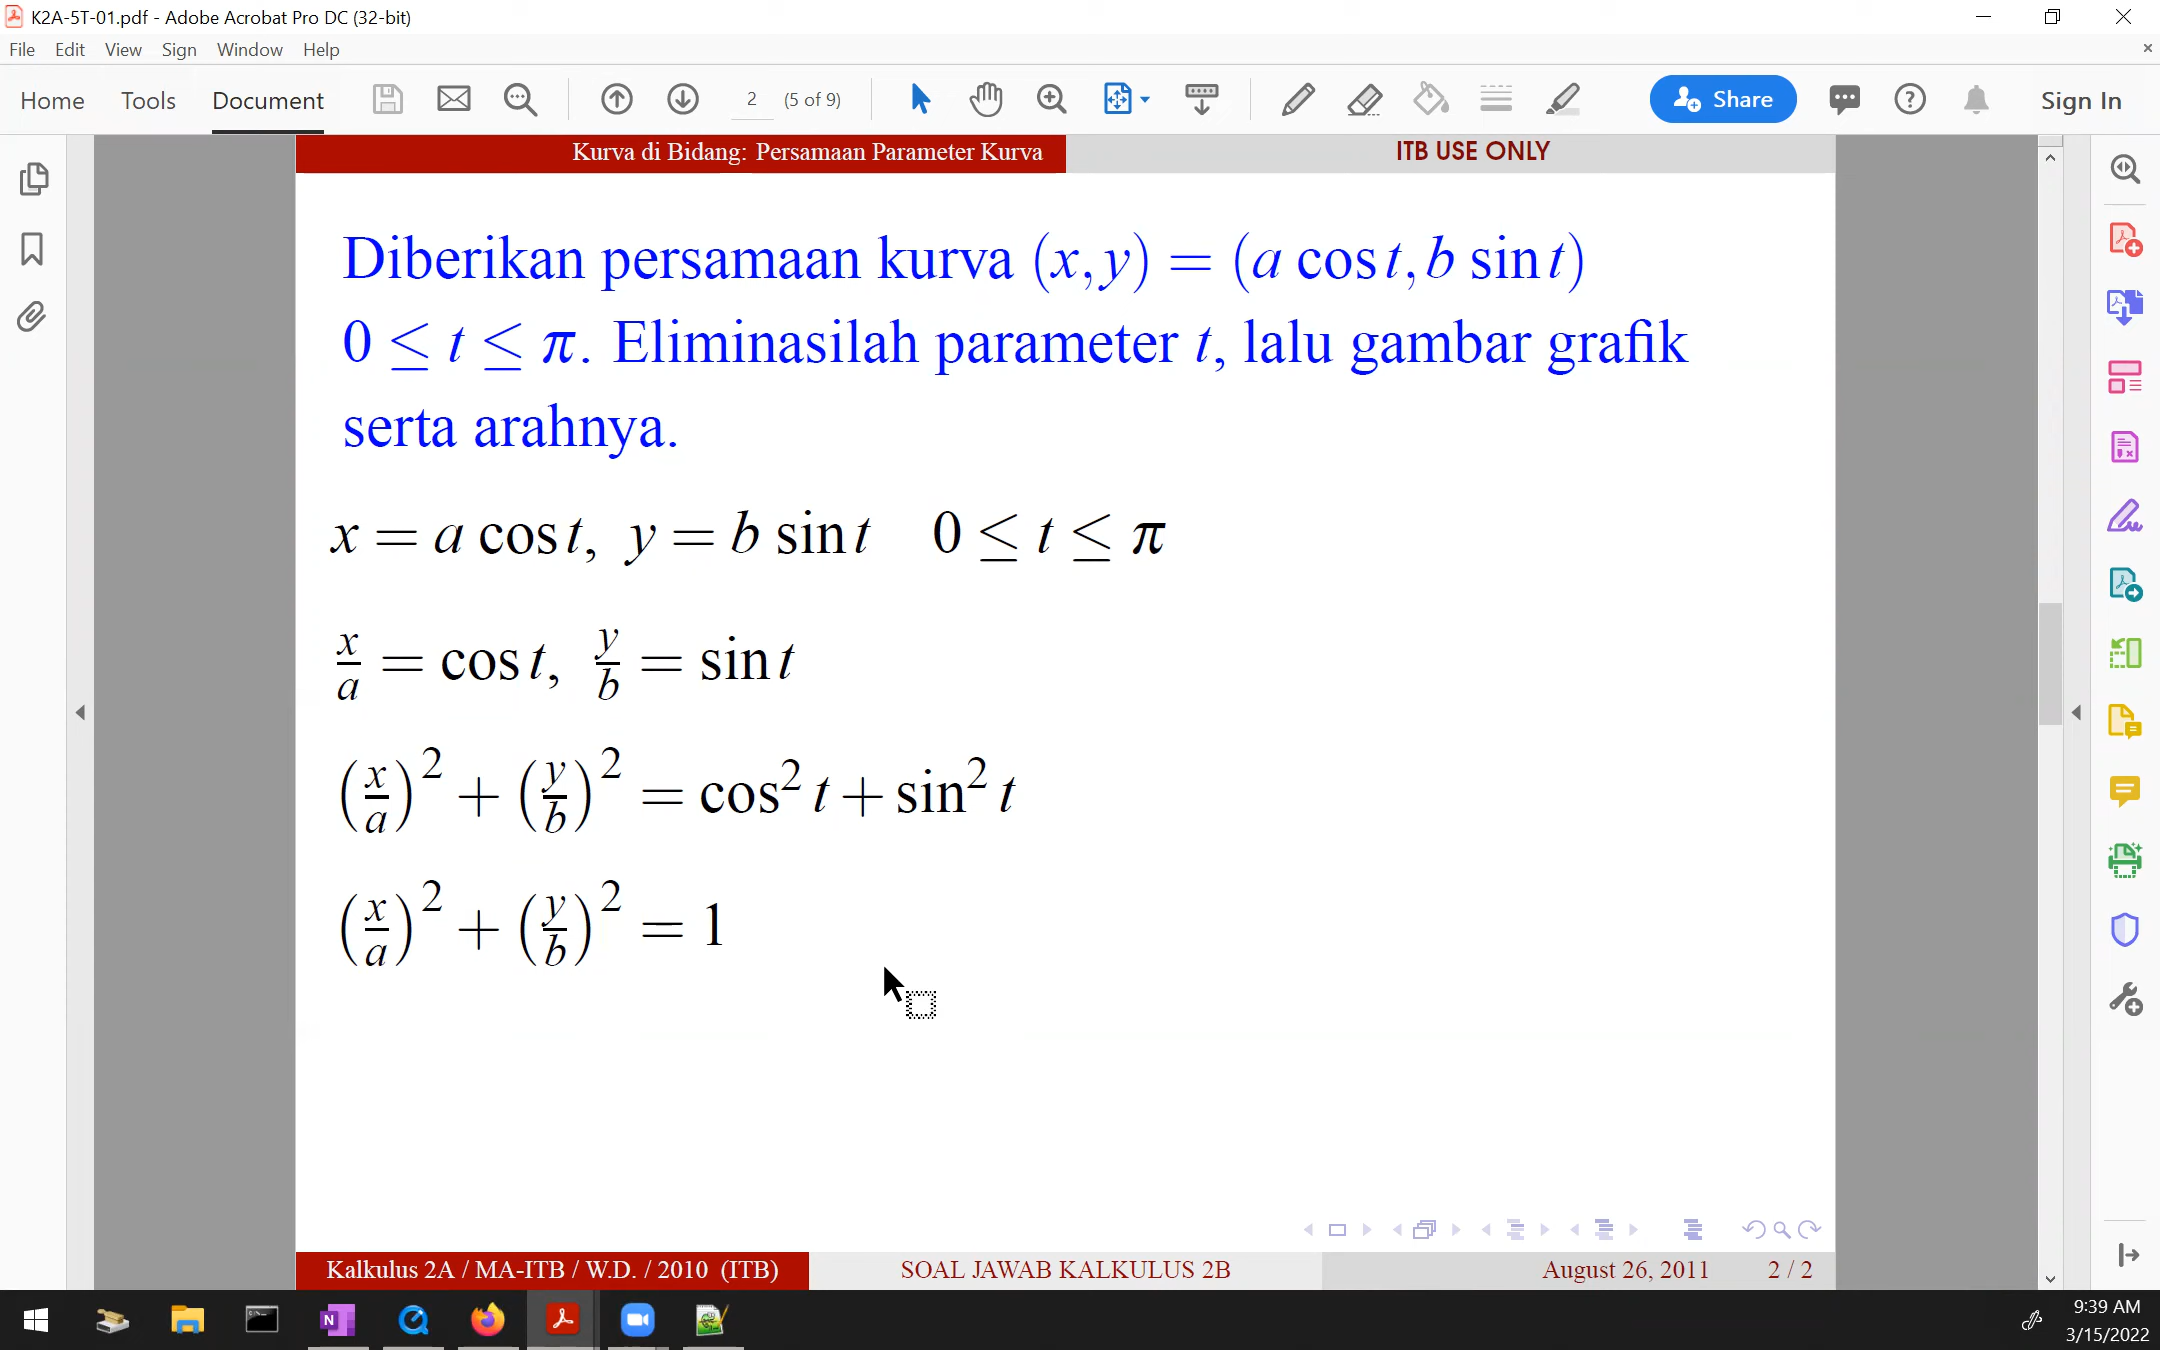 K2A-5T-01.pdf - Adobe Acrobat Pro DC (32-bit)
File Edit View Sign Window Help
Home Tools Document 2 (5 of 9) Share Sign In
Kurva di Bidang: Persamaan Parameter Kurva ITB USE ONLY
Diberikan persamaan kurva (x,y) = (a cos t, b sin t)
0 ≤ t ≤ π. Eliminasilah parameter t, lalu gambar grafik
serta arahnya.
x = a cos t, y = b sin t 0 ≤ t ≤ π
x/a = cos t, y/b = sin t
(x/a)² + (y/b)² = cos² t + sin² t
(x/a)² + (y/b)² = 1
Kalkulus 2A / MA-ITB / W.D. / 2010 (ITB) SOAL JAWAB KALKULUS 2B August 26, 2011 2 / 2
9:39 AM
3/15/2022